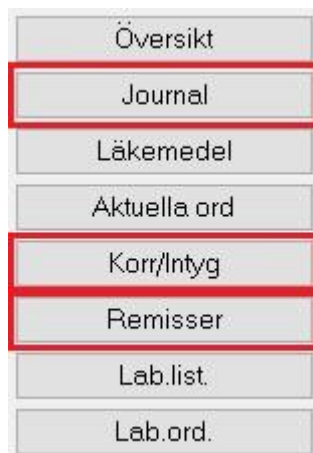 Översikt
Journal
Läkemedel
Aktuella ord
Korr/Intyg
Remisser
Lab.list.
Lab.ord.